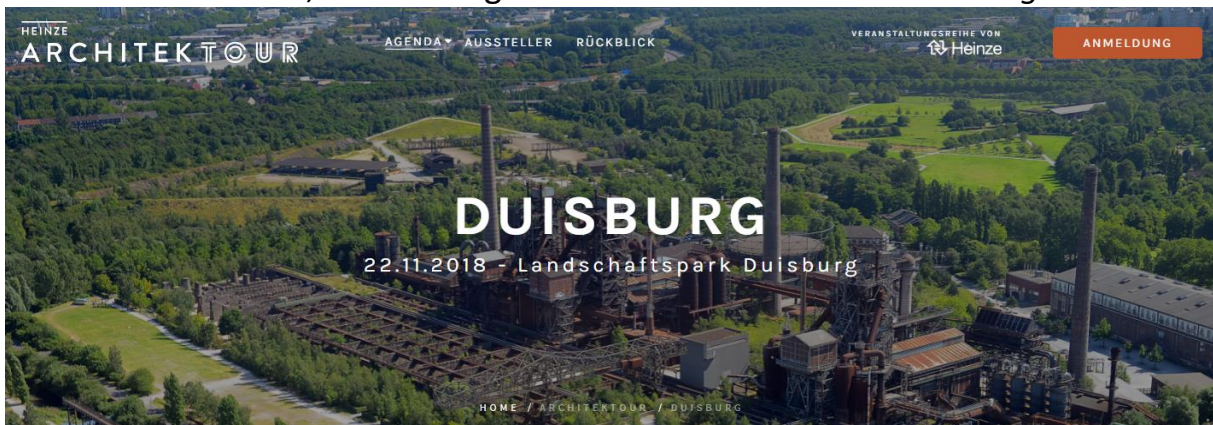 HEINZE
ARCHITEKTOUR
AGENDA AUSSTELLER RÜCKBLICK
VERANSTALTUNGSREIHE VON
Heinze
ANMELDUNG
DUISBURG
22.11.2018 - Landschaftspark Duisburg
HOME / ARCHITEKTOUR / DUISBURG